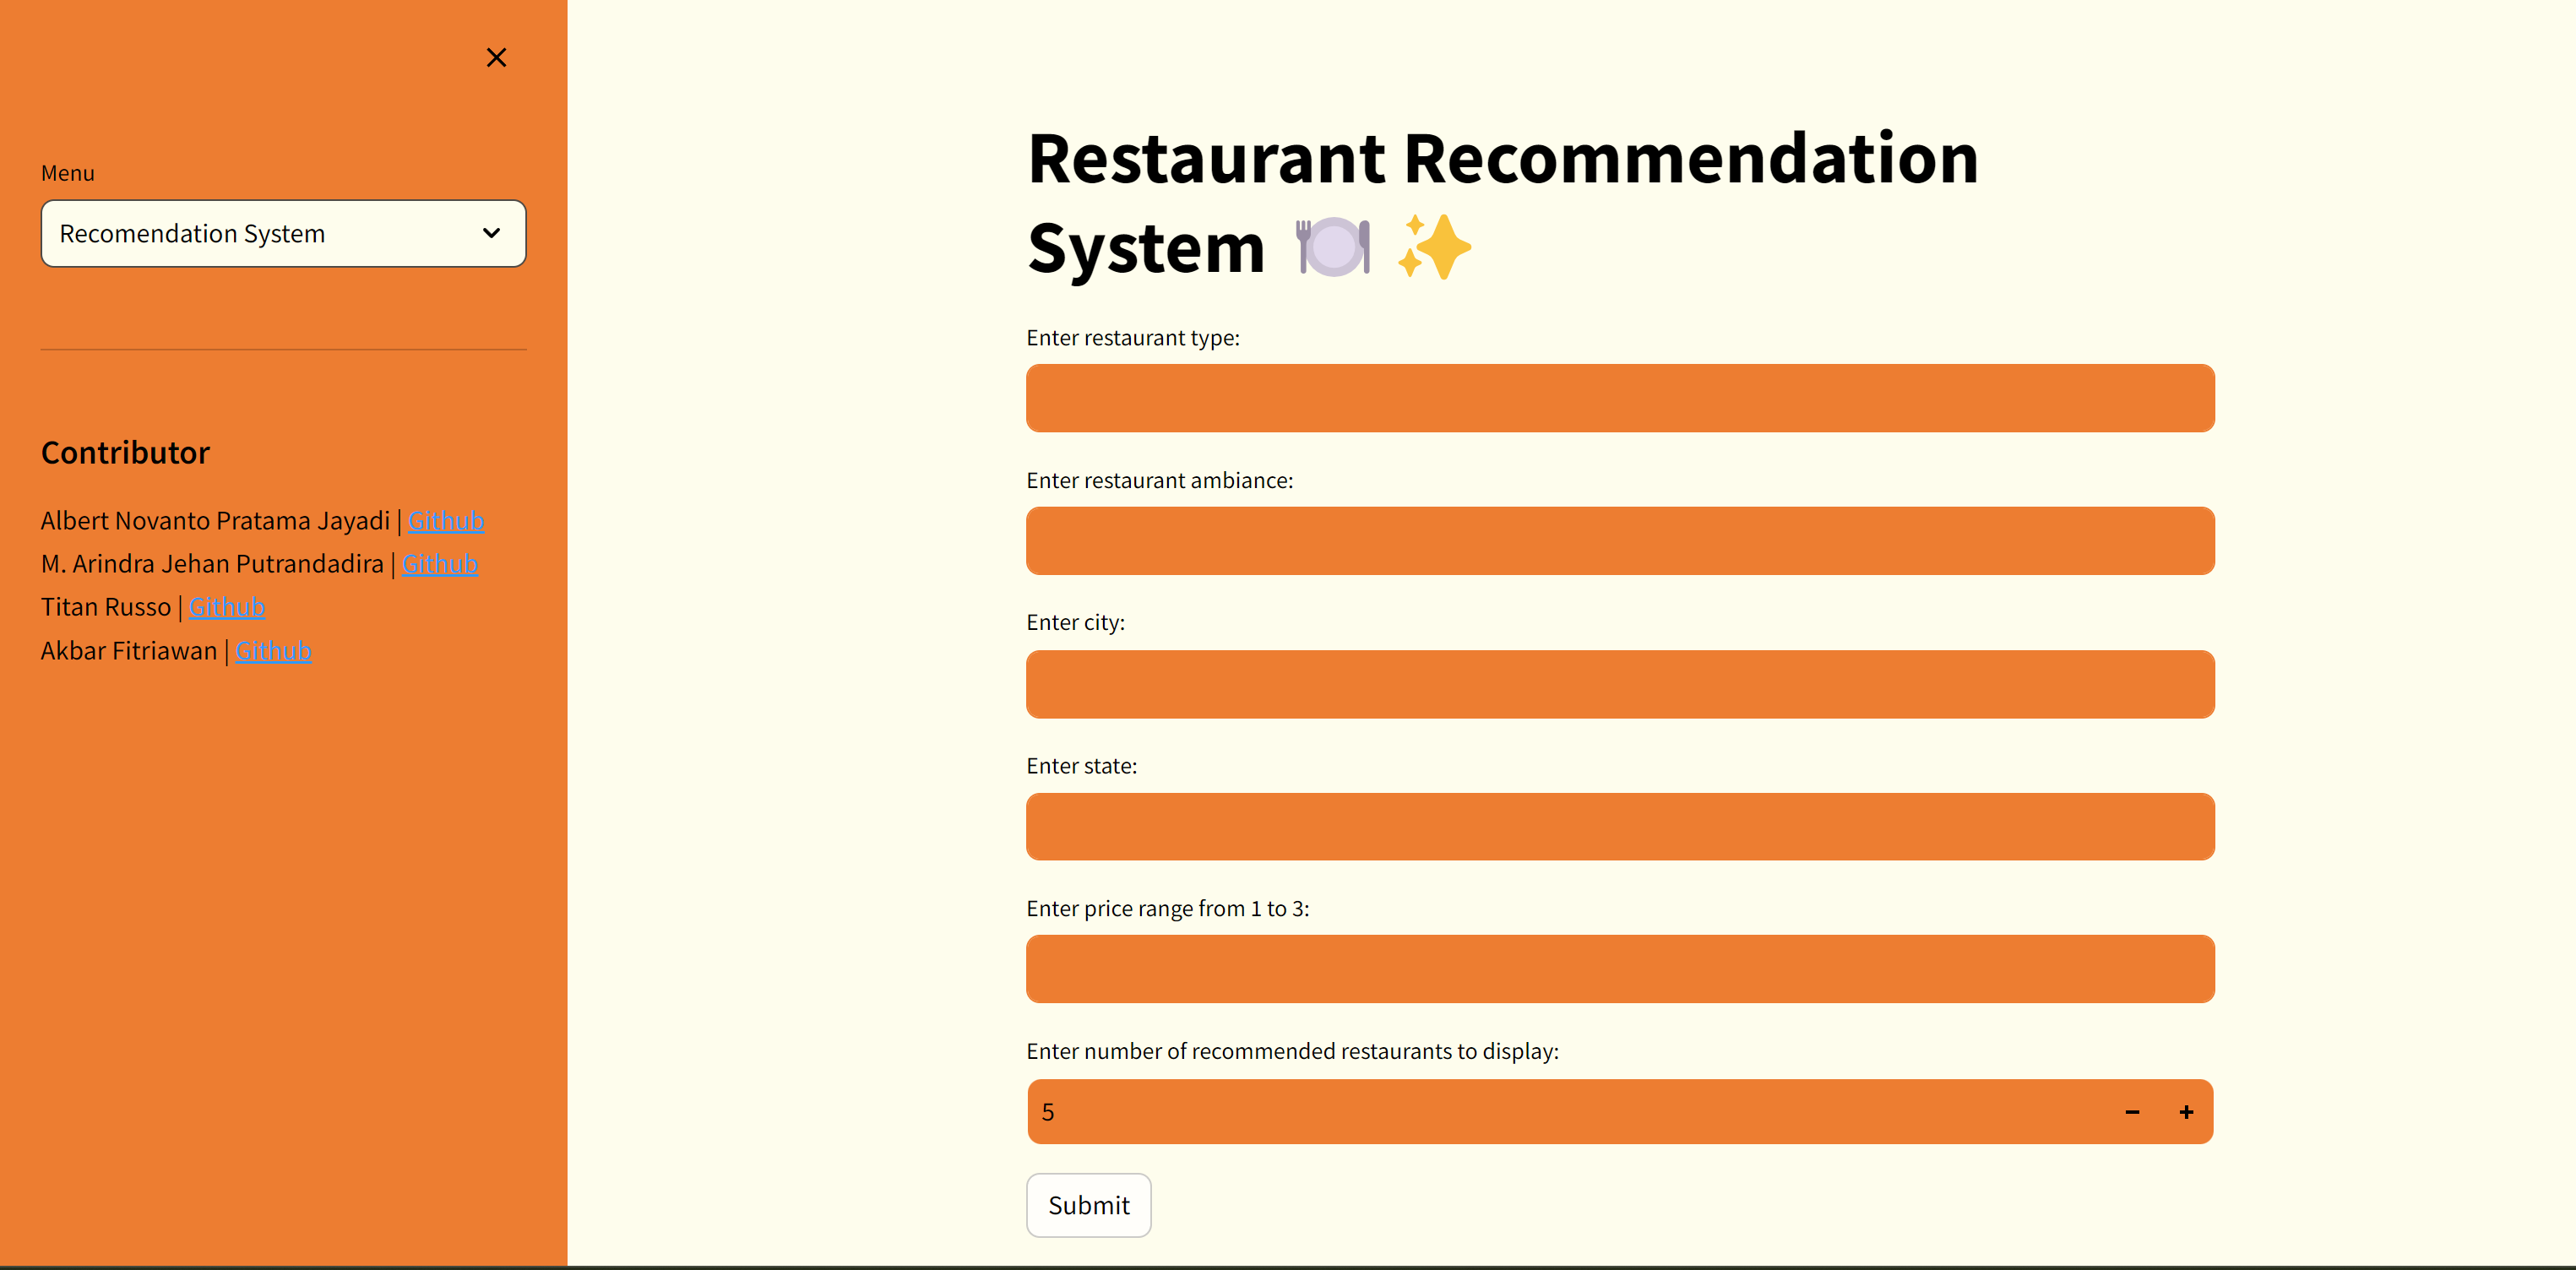 Menu
Recomendation System
Contributor
Albert Novanto Pratama Jayadi | Github
M. Arindra Jehan Putrandadira | Github
Titan Russo | Github
Akbar Fitriawan | Github
Restaurant Recommendation
System 🍽️ ✨
Enter restaurant type:
Enter restaurant ambiance:
Enter city:
Enter state:
Enter price range from 1 to 3:
Enter number of recommended restaurants to display:
5
Submit